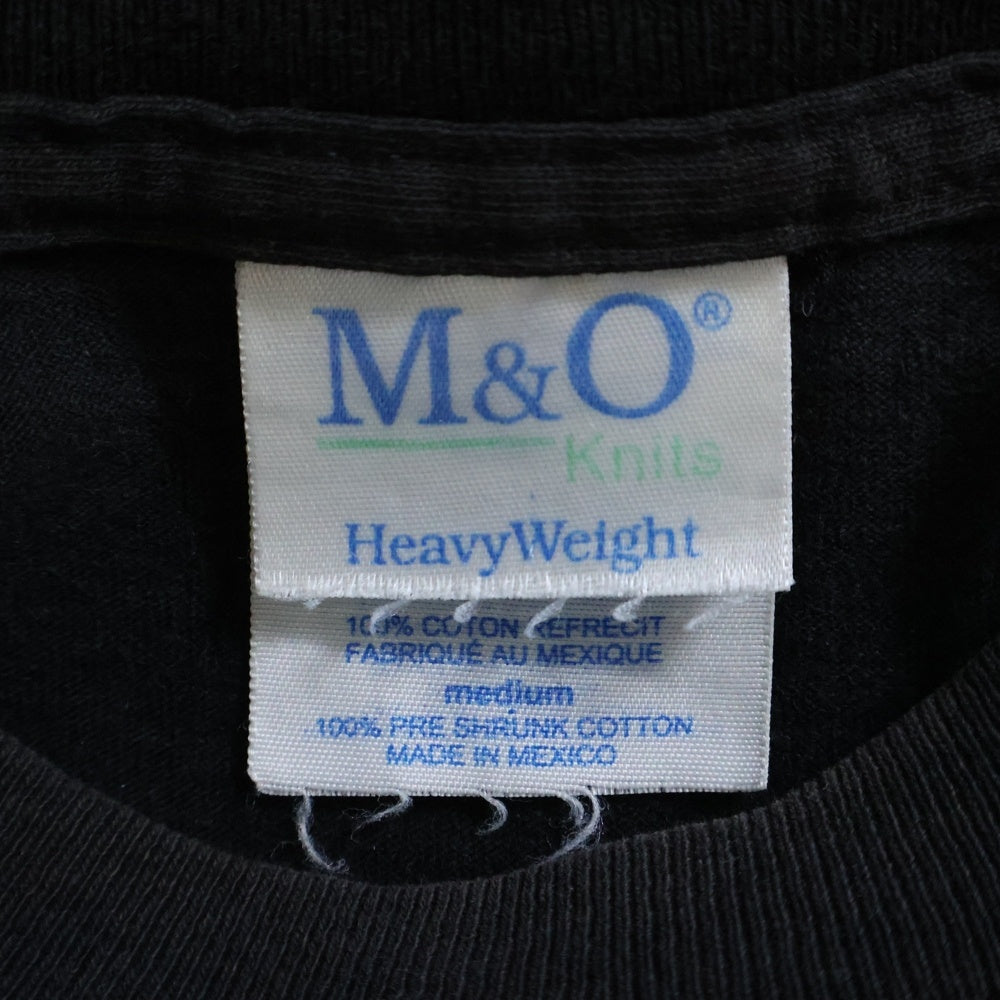 M&O®
Knits
HeavyWeight
100% COTON REFRECIT
FABRIQUÉ AU MEXIQUE
medium
100% PRE SHRUNK COTTON
MADE IN MEXICO